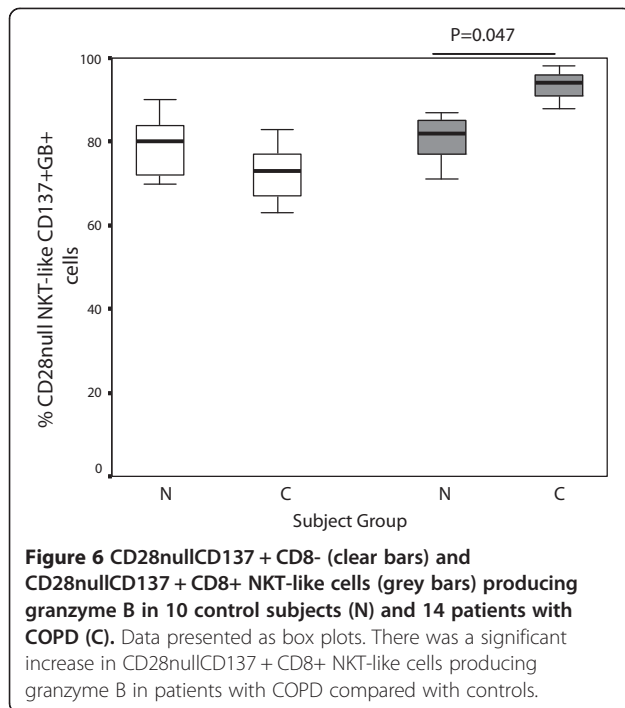 P=0.047
100
80
60
40
20
0
% CD28null NKT-like CD137+GB+
cells
N
C
N
C
Subject Group
Figure 6 CD28nullCD137 + CD8- (clear bars) and
CD28nullCD137 + CD8+ NKT-like cells (grey bars) producing
granzyme B in 10 control subjects (N) and 14 patients with
COPD (C). Data presented as box plots. There was a significant
increase in CD28nullCD137 + CD8+ NKT-like cells producing
granzyme B in patients with COPD compared with controls.